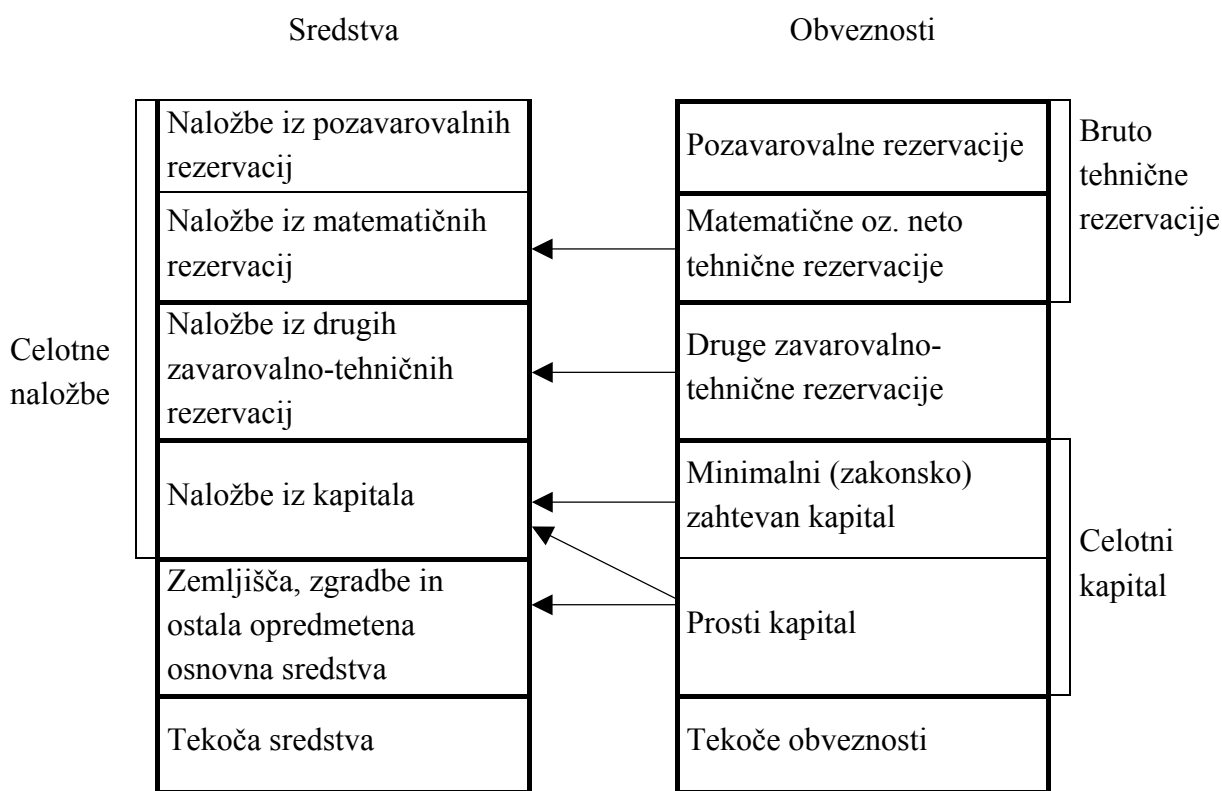 Sredstva
Obveznosti
Celotne
naložbe
Naložbe iz pozavarovalnih
rezervacij
Naložbe iz matematičnih
rezervacij
Naložbe iz drugih
zavarovalno-tehničnih
rezervacij
Naložbe iz kapitala
Zemljišča, zgradbe in
ostala opredmetena
osnovna sredstva
Tekoča sredstva
Pozavarovalne rezervacije
Matematične oz. neto
tehnične rezervacije
Druge zavarovalno-
tehnične rezervacije
Minimalni (zakonsko)
zahtevan kapital
Prosti kapital
Tekoče obveznosti
Bruto
tehnične
rezervacije
Celotni
kapital